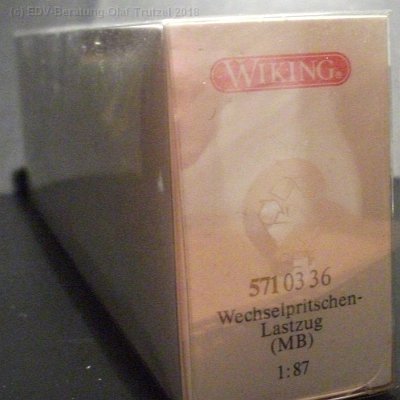 (c) EDV-Beratung Olaf Trutzel 2018
WIKING®
571 03 36
Wechselpritschen-
Lastzug
(MB)
1:87